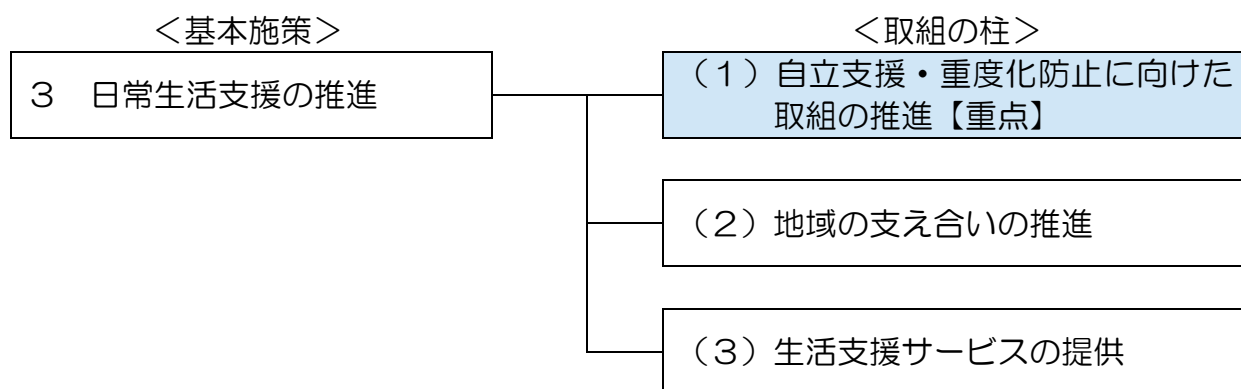 ＜基本施策＞
＜取組の柱＞
３　日常生活支援の推進
（１）自立支援・重度化防止に向けた
取組の推進【重点】
（２）地域の支え合いの推進
（３）生活支援サービスの提供